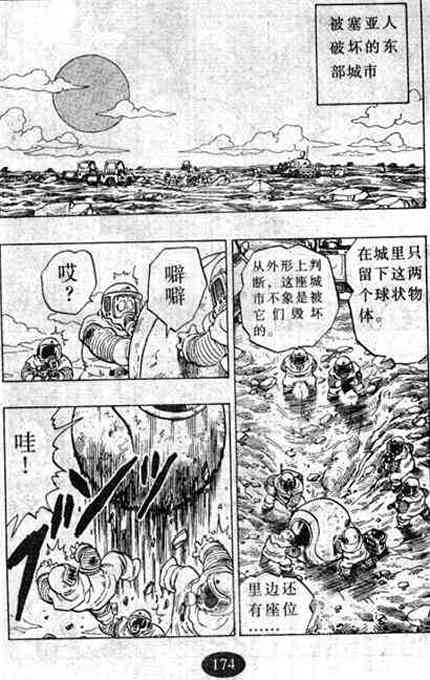 被塞亚人
破坏的东
部城市
在城里只
留下这两
个球状物
体。
从外形上判
断，这座城
市不象是被
它们毁坏
的。
里边还
有座位
……
噼
噼
哎？
哇！
174